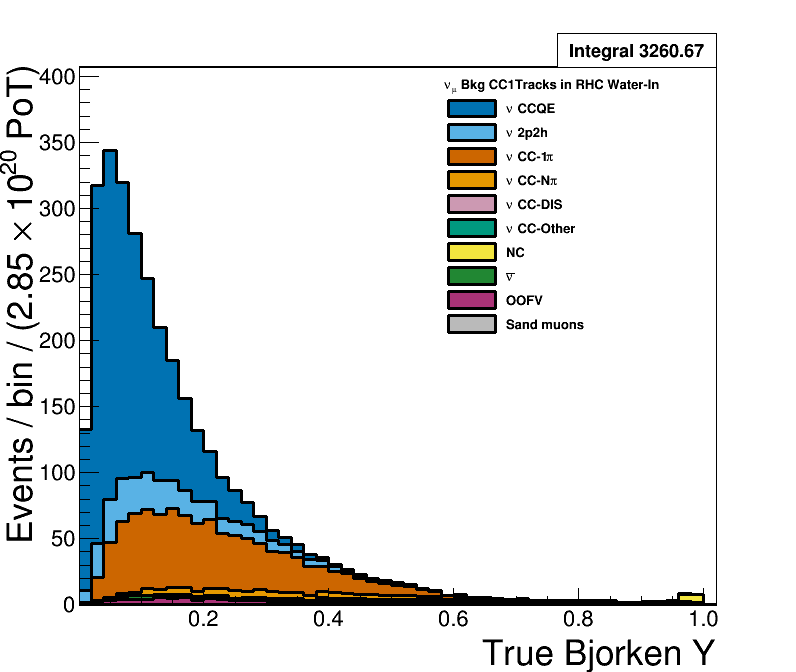 Integral 3260.67
ν_μ Bkg CC1Tracks in RHC Water-In
ν CCQE
ν 2p2h
ν CC-1π
ν CC-Nπ
ν CC-DIS
ν CC-Other
NC
ν̅
OOFV
Sand muons
Events / bin / (2.85 × 10^20 PoT)
400
350
300
250
200
150
100
50
0
0.2 0.4 0.6 0.8 1.0
True Bjorken Y